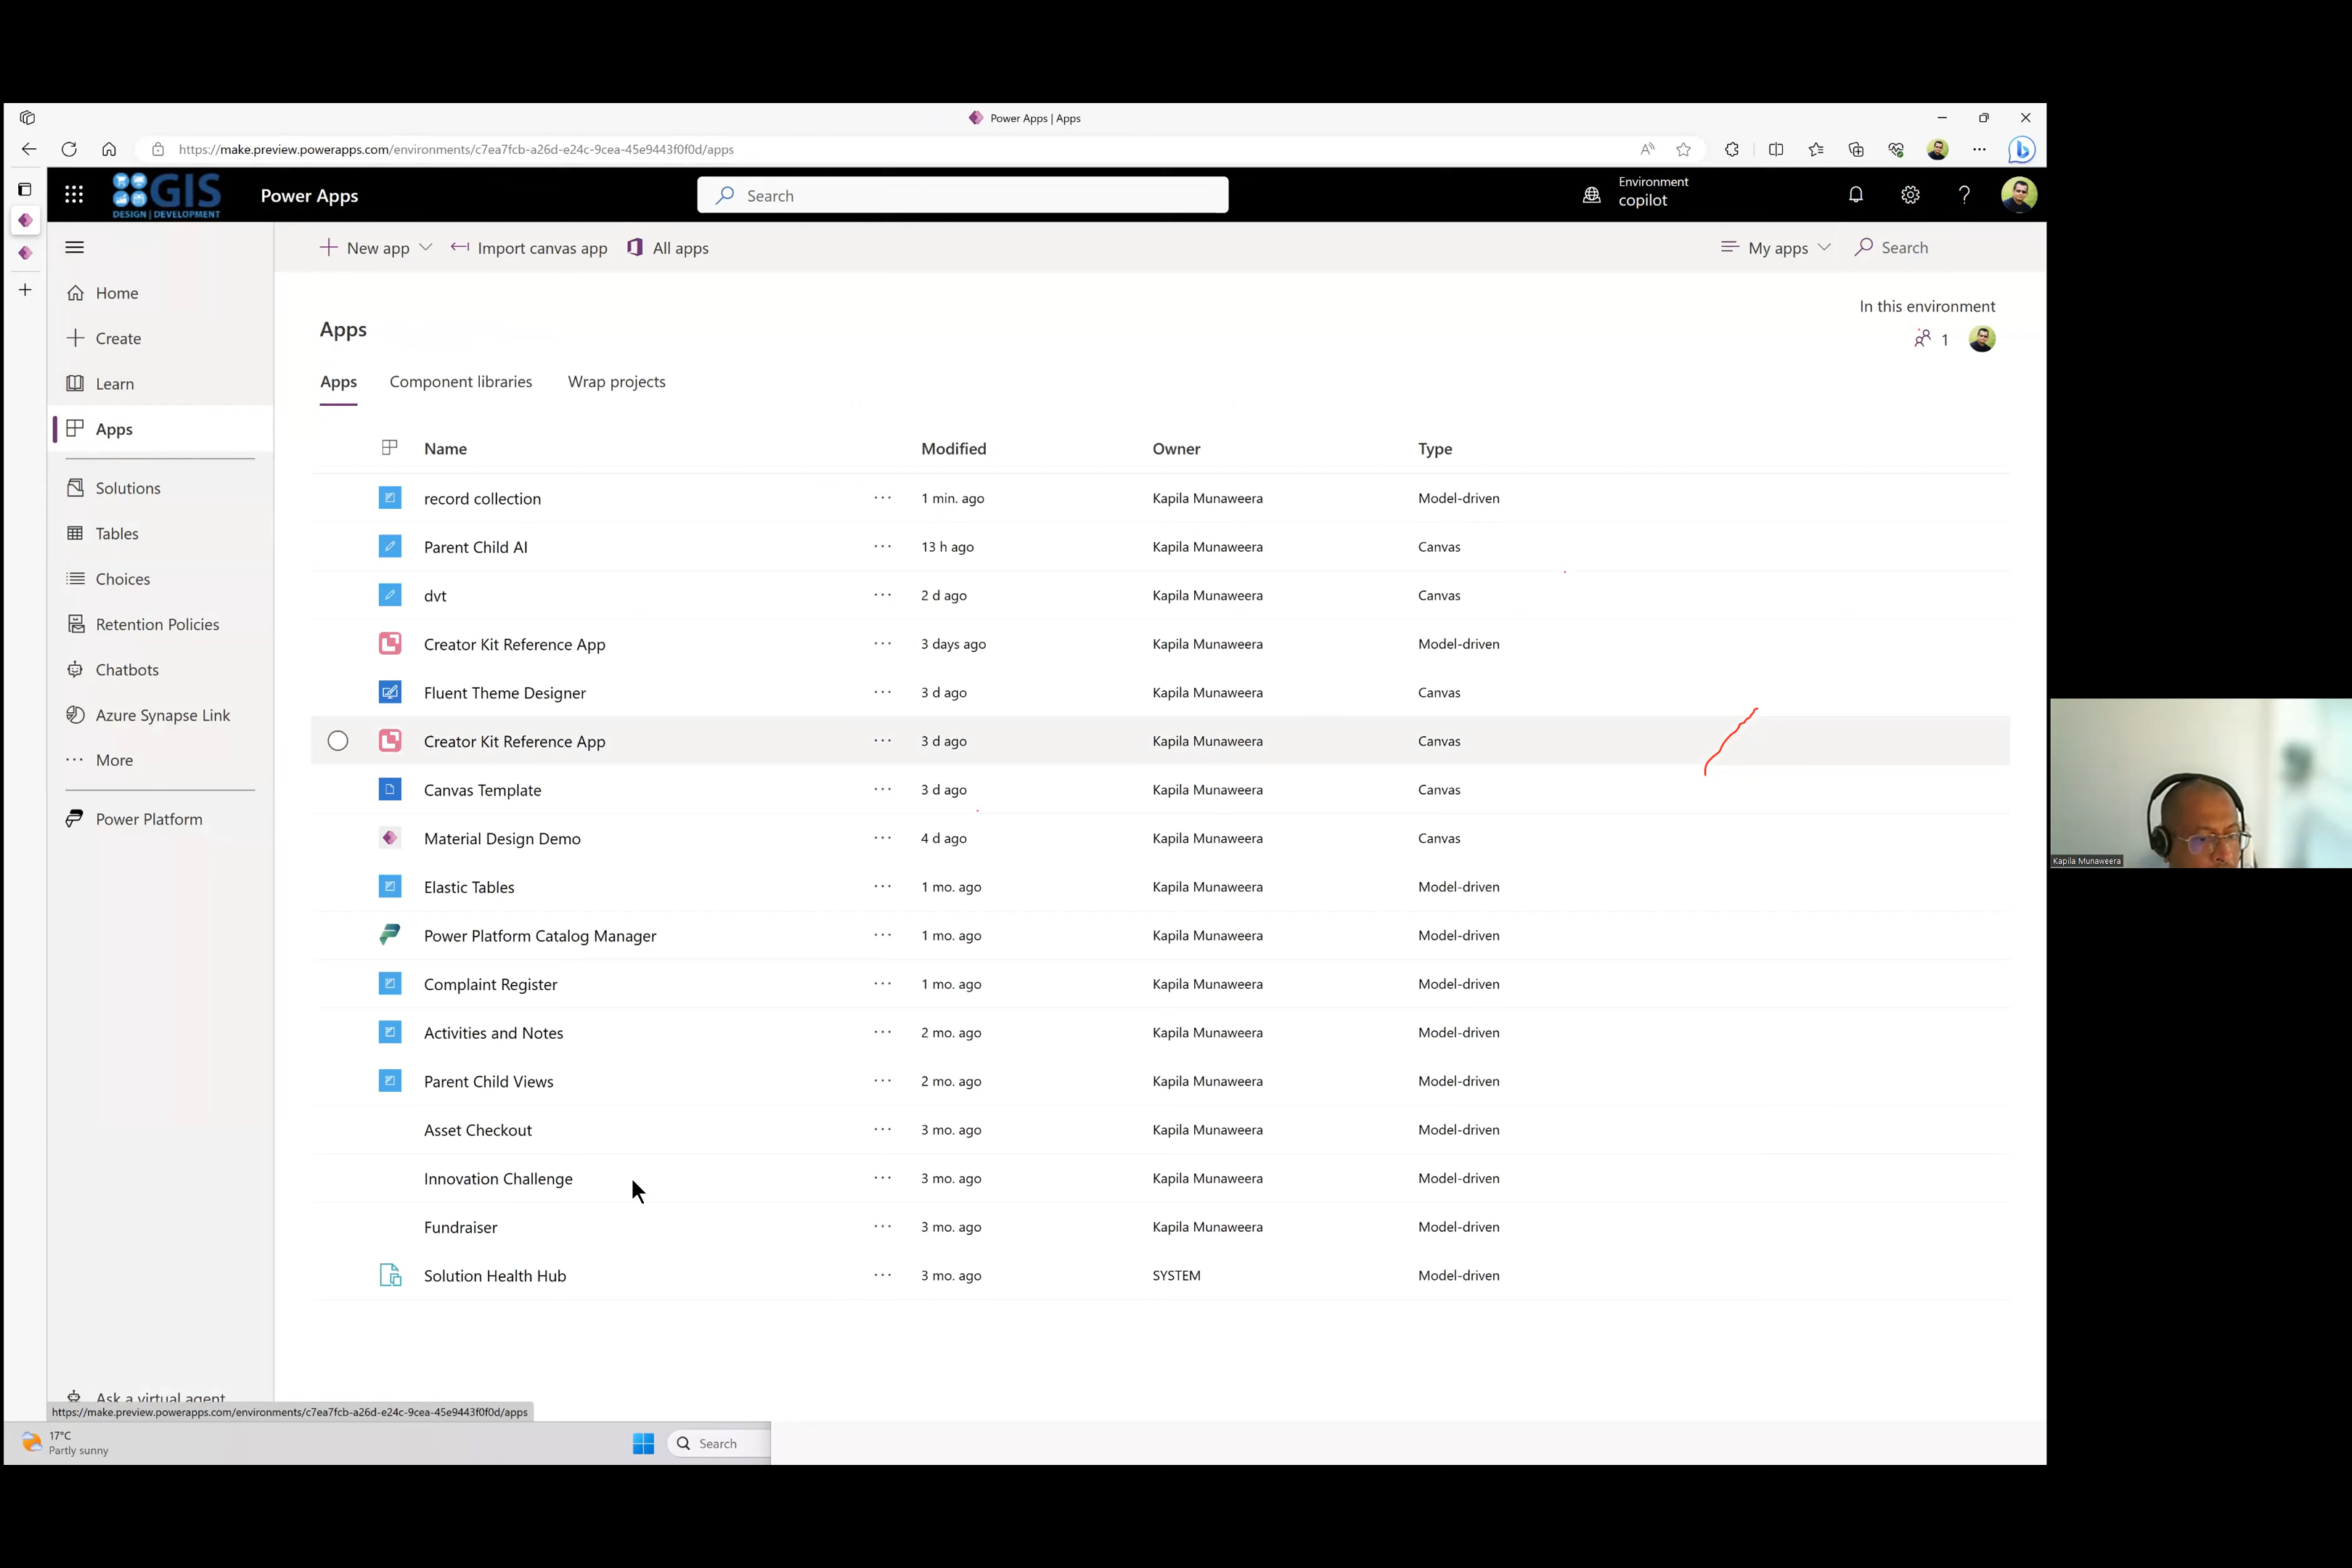 Power Apps | Apps
https://make.preview.powerapps.com/environments/c7ea7fcb-a26d-e24c-9cea-45e9443f0f0d/apps
GIS
DESIGN | DEVELOPMENT
Power Apps
Search
Environment
copilot
New app
Import canvas app
All apps
My apps
Search
Home
Create
Learn
Apps
Solutions
Tables
Choices
Retention Policies
Chatbots
Azure Synapse Link
More
Power Platform
Ask a virtual agent
In this environment
1
Apps
Apps Component libraries Wrap projects
Name Modified Owner Type
record collection ... 1 min. ago Kapila Munaweera Model-driven
Parent Child AI ... 13 h ago Kapila Munaweera Canvas
dvt ... 2 d ago Kapila Munaweera Canvas
Creator Kit Reference App ... 3 days ago Kapila Munaweera Model-driven
Fluent Theme Designer ... 3 d ago Kapila Munaweera Canvas
Creator Kit Reference App ... 3 d ago Kapila Munaweera Canvas
Canvas Template ... 3 d ago Kapila Munaweera Canvas
Material Design Demo ... 4 d ago Kapila Munaweera Canvas
Elastic Tables ... 1 mo. ago Kapila Munaweera Model-driven
Power Platform Catalog Manager ... 1 mo. ago Kapila Munaweera Model-driven
Complaint Register ... 1 mo. ago Kapila Munaweera Model-driven
Activities and Notes ... 2 mo. ago Kapila Munaweera Model-driven
Parent Child Views ... 2 mo. ago Kapila Munaweera Model-driven
Asset Checkout ... 3 mo. ago Kapila Munaweera Model-driven
Innovation Challenge ... 3 mo. ago Kapila Munaweera Model-driven
Fundraiser ... 3 mo. ago Kapila Munaweera Model-driven
Solution Health Hub ... 3 mo. ago SYSTEM Model-driven
https://make.preview.powerapps.com/environments/c7ea7fcb-a26d-e24c-9cea-45e9443f0f0d/apps
17°C
Partly sunny
Search
Kapila Munaweera